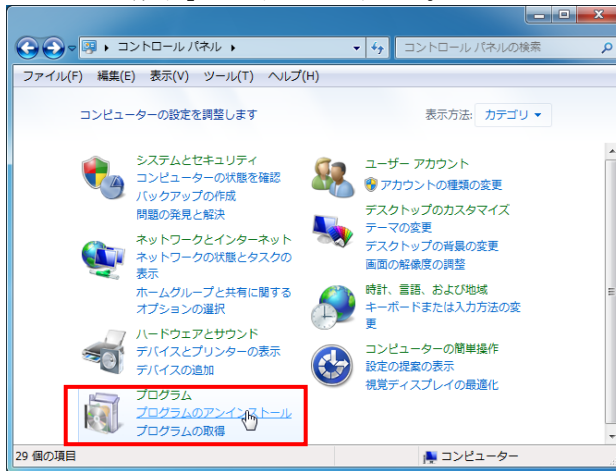 コントロール パネル
コントロール パネルの検索
ファイル(F) 編集(E) 表示(V) ツール(T) ヘルプ(H)
コンピューターの設定を調整します
表示方法: カテゴリ
システムとセキュリティ
コンピューターの状態を確認
バックアップの作成
問題の発見と解決
ネットワークとインターネット
ネットワークの状態とタスクの
表示
ホームグループと共有に関する
オプションの選択
ハードウェアとサウンド
デバイスとプリンターの表示
デバイスの追加
プログラム
プログラムのアンインストール
プログラムの取得
ユーザー アカウント
アカウントの種類の変更
デスクトップのカスタマイズ
テーマの変更
デスクトップの背景の変更
画面の解像度の調整
時計、言語、および地域
キーボードまたは入力方法の変
更
コンピューターの簡単操作
設定の提案の表示
視覚ディスプレイの最適化
29 個の項目
コンピューター